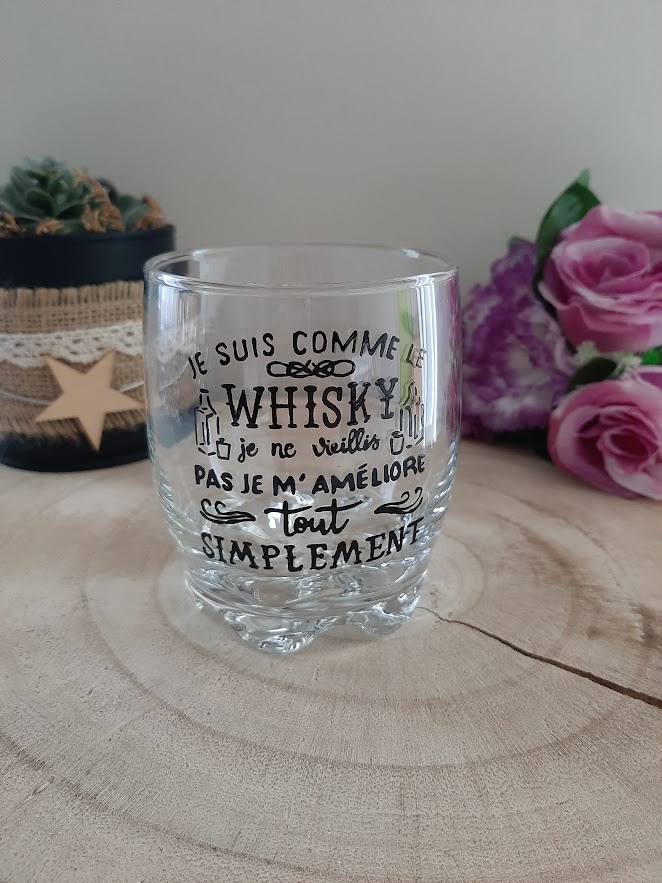 JE SUIS COMME LE
WHISKY
je ne vieillis
PAS JE M'AMÉLIORE
tout
SIMPLEMENT